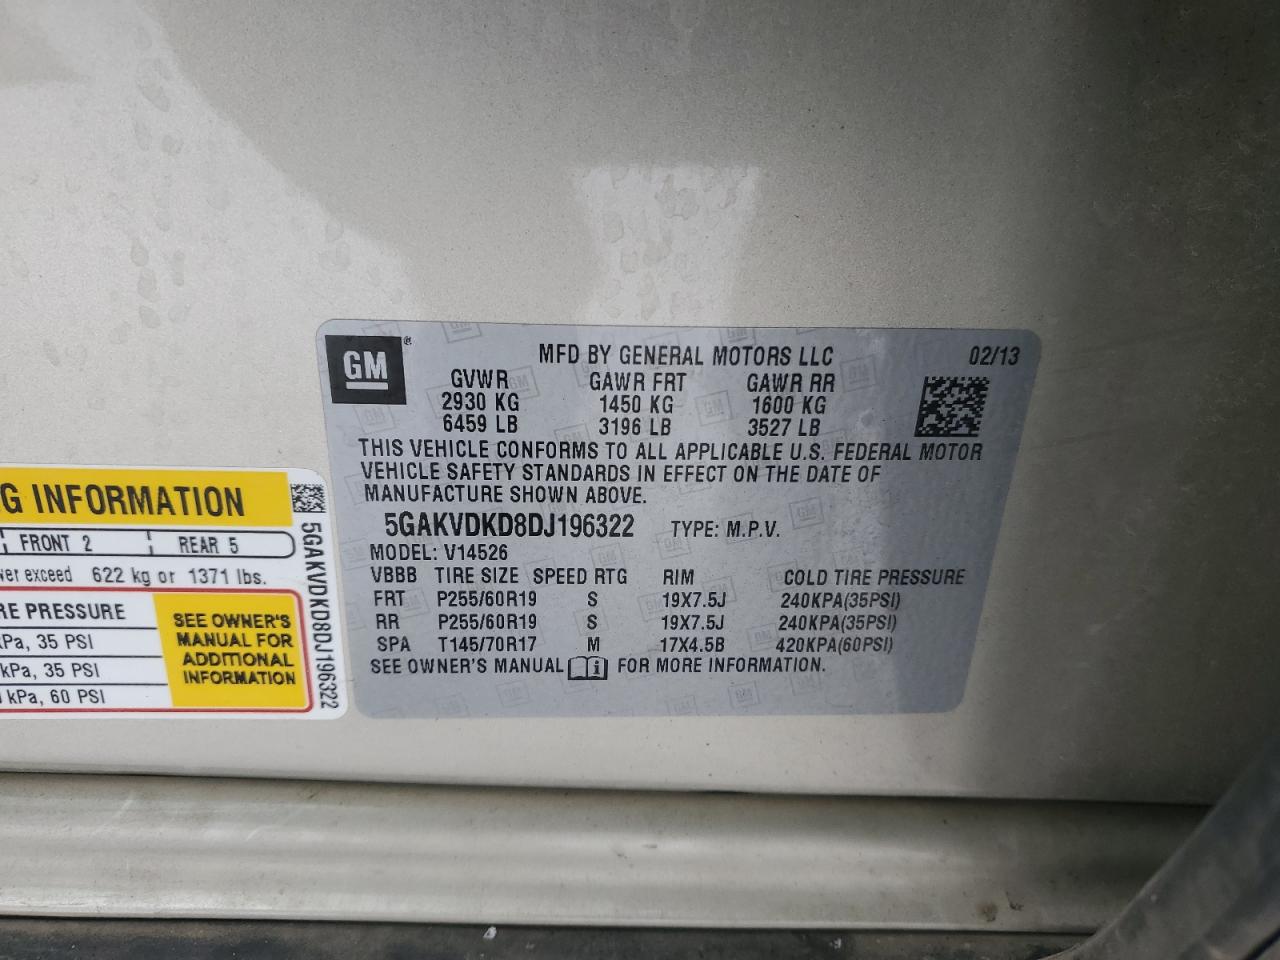 GM®
MFD BY GENERAL MOTORS LLC 02/13
GVWR GAWR FRT GAWR RR
2930 KG 1450 KG 1600 KG
6459 LB 3196 LB 3527 LB
THIS VEHICLE CONFORMS TO ALL APPLICABLE U.S. FEDERAL MOTOR
VEHICLE SAFETY STANDARDS IN EFFECT ON THE DATE OF
MANUFACTURE SHOWN ABOVE.
5GAKVDKD8DJ196322 TYPE: M.P.V.
MODEL: V14526
VBBB TIRE SIZE SPEED RTG RIM COLD TIRE PRESSURE
FRT P255/60R19 S 19X7.5J 240KPA(35PSI)
RR P255/60R19 S 19X7.5J 240KPA(35PSI)
SPA T145/70R17 M 17X4.5B 420KPA(60PSI)
SEE OWNER'S MANUAL FOR MORE INFORMATION.
G INFORMATION
FRONT 2 REAR 5
ver exceed 622 kg or 1371 lbs.
RE PRESSURE
kPa, 35 PSI
kPa, 35 PSI
kPa, 60 PSI
SEE OWNER'S
MANUAL FOR
ADDITIONAL
INFORMATION
5GAKVDKD8DJ196322